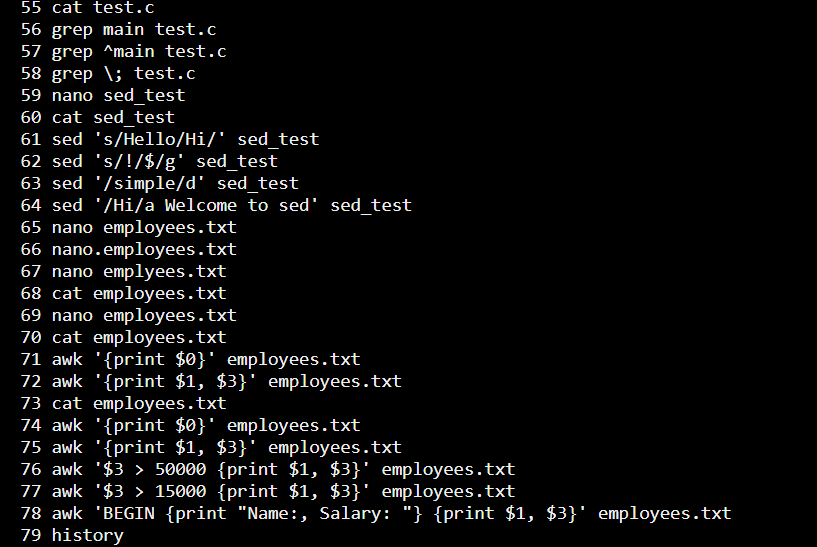 55 cat test.c
56 grep main test.c
57 grep ^main test.c
58 grep \; test.c
59 nano sed_test
60 cat sed_test
61 sed 's/Hello/Hi/' sed_test
62 sed 's/!/$/g' sed_test
63 sed '/simple/d' sed_test
64 sed '/Hi/a Welcome to sed' sed_test
65 nano employees.txt
66 nano.employees.txt
67 nano emplyees.txt
68 cat employees.txt
69 nano employees.txt
70 cat employees.txt
71 awk '{print $0}' employees.txt
72 awk '{print $1, $3}' employees.txt
73 cat employees.txt
74 awk '{print $0}' employees.txt
75 awk '{print $1, $3}' employees.txt
76 awk '$3 > 50000 {print $1, $3}' employees.txt
77 awk '$3 > 15000 {print $1, $3}' employees.txt
78 awk 'BEGIN {print "Name:, Salary: "} {print $1, $3}' employees.txt
79 history